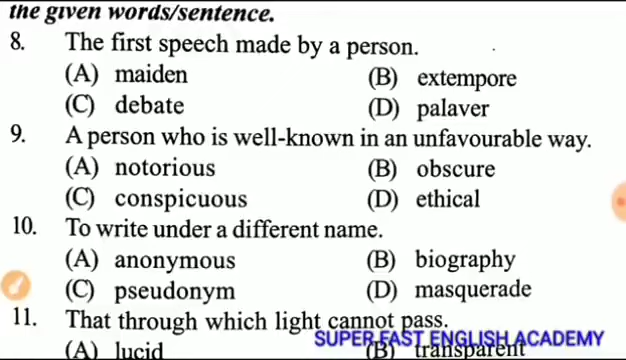 the given words/sentence.
8. The first speech made by a person.
(A) maiden (B) extempore
(C) debate (D) palaver
9. A person who is well-known in an unfavourable way.
(A) notorious (B) obscure
(C) conspicuous (D) ethical
10. To write under a different name.
(A) anonymous (B) biography
(C) pseudonym (D) masquerade
11. That through which light cannot pass.
SUPER FAST ENGLISH ACADEMY
(A) lucid (B) transparent